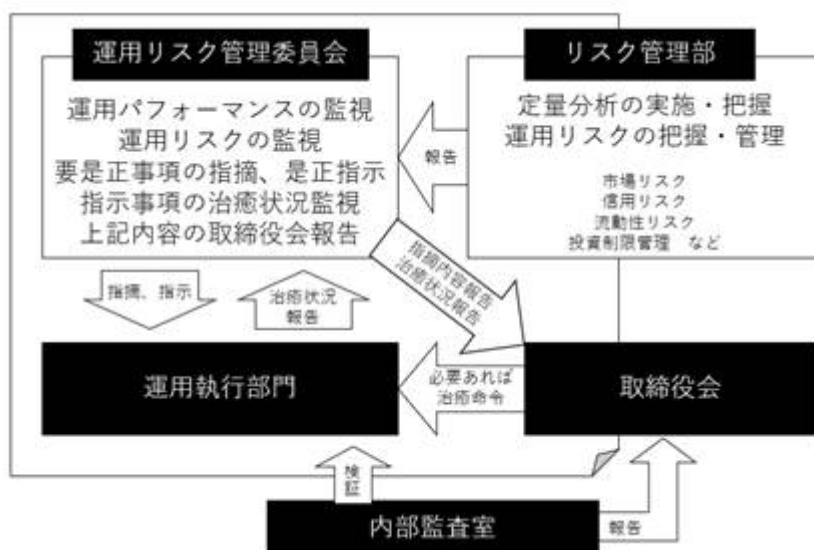 運用リスク管理委員会
運用パフォーマンスの監視
運用リスクの監視
要是正事項の指摘、是正指示
指示事項の治癒状況監視
上記内容の取締役会報告
リスク管理部
定量分析の実施・把握
運用リスクの把握・管理
市場リスク
信用リスク
流動性リスク
投資制限管理 など
報告
指摘、指示
治癒状況
報告
指摘内容報告
治癒状況報告
運用執行部門
必要あれば
治癒命令
取締役会
検証
内部監査室
報告